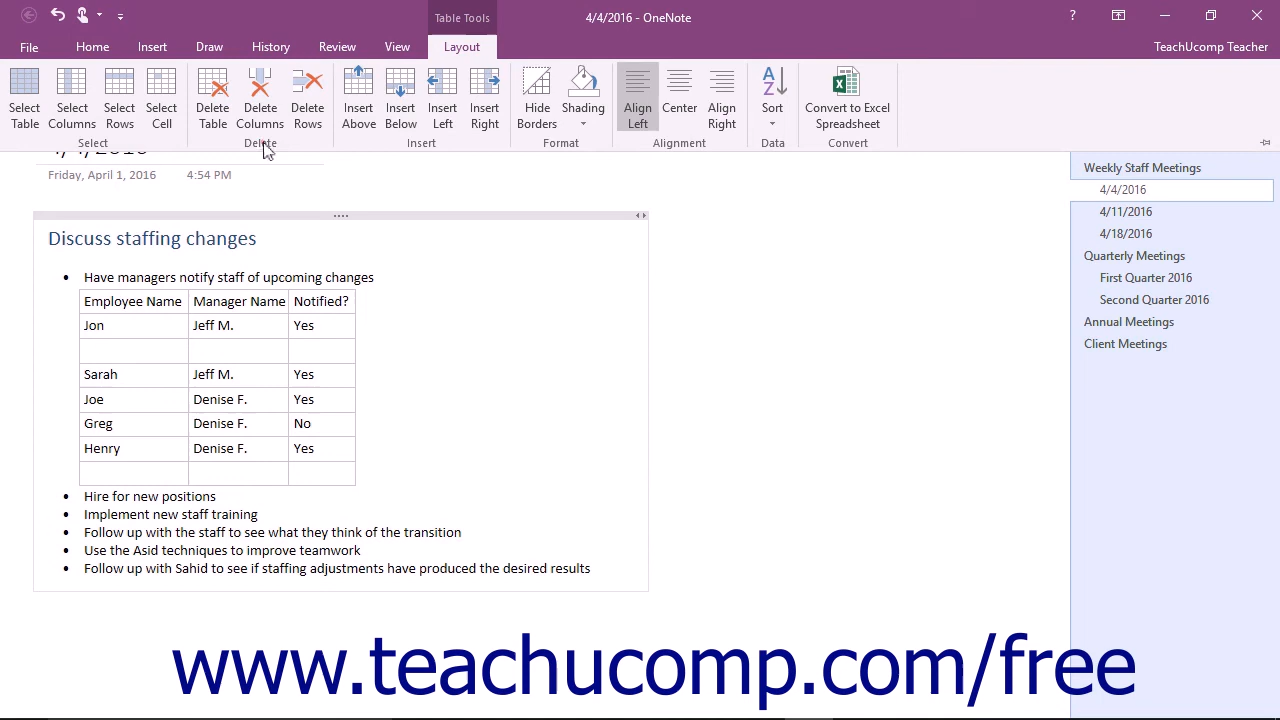 Table Tools
4/4/2016 - OneNote
?
File Home Insert Draw History Review View Layout
TeachUcomp Teacher
Select Table
Select Columns
Select Rows
Select Cell
Delete Table
Delete Columns
Delete Rows
Insert Above
Insert Below
Insert Left
Insert Right
Hide Borders
Shading
Align Left
Center
Align Right
A Z Sort
Convert to Excel Spreadsheet
Select Delete Insert Format Alignment Data Convert
4/4/2016
Friday, April 1, 2016 4:54 PM
Discuss staffing changes
• Have managers notify staff of upcoming changes
Employee Name Manager Name Notified?
Jon Jeff M. Yes
Sarah Jeff M. Yes
Joe Denise F. Yes
Greg Denise F. No
Henry Denise F. Yes
• Hire for new positions
• Implement new staff training
• Follow up with the staff to see what they think of the transition
• Use the Asid techniques to improve teamwork
• Follow up with Sahid to see if staffing adjustments have produced the desired results
Weekly Staff Meetings
4/4/2016
4/11/2016
4/18/2016
Quarterly Meetings
First Quarter 2016
Second Quarter 2016
Annual Meetings
Client Meetings
www.teachucomp.com/free